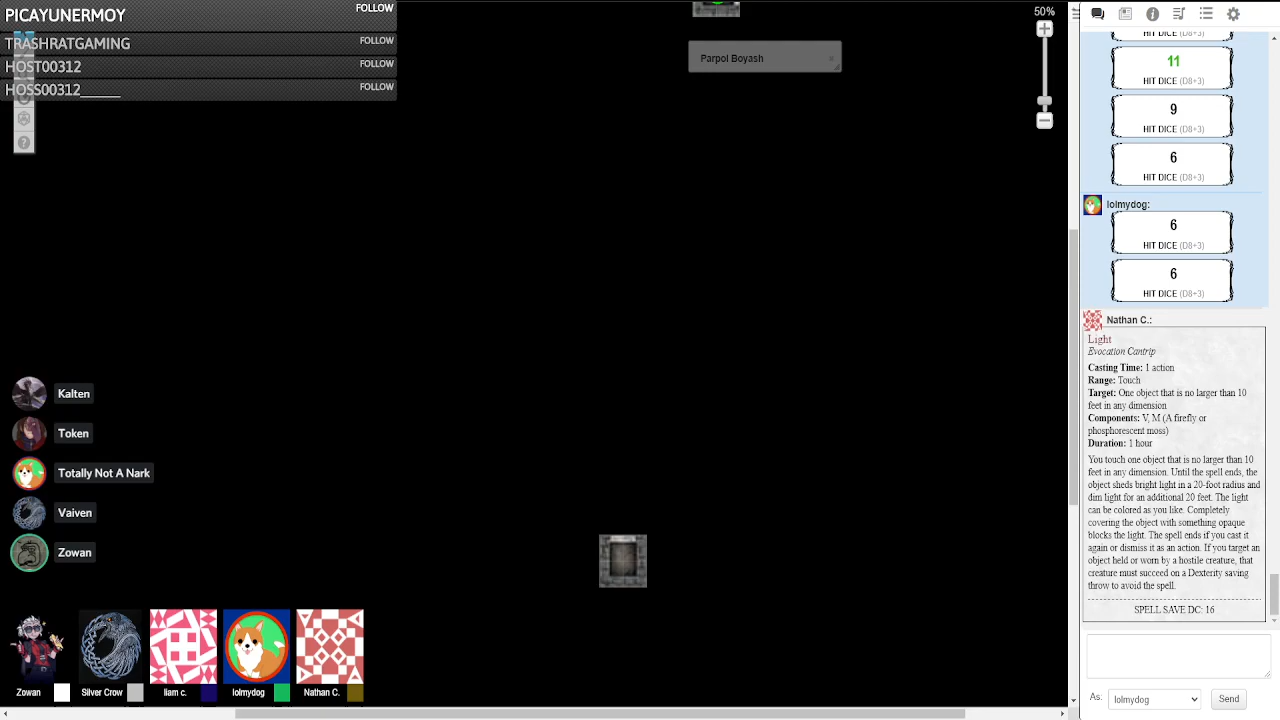 PICAYUNERMOY
FOLLOW
TRASHRATGAMING
FOLLOW
HOST00312
FOLLOW
HOSS00312_____
FOLLOW
Parpol Boyash
50%
Kalten
Token
Totally Not A Nark
Vaiven
Zowan
Zowan
Silver Crow
liam c.
lolmydog
Nathan C.
HIT DICE (D8+3)
11
HIT DICE (D8+3)
9
HIT DICE (D8+3)
6
HIT DICE (D8+3)
lolmydog:
6
HIT DICE (D8+3)
6
HIT DICE (D8+3)
Nathan C.:
Light
Evocation Cantrip
Casting Time: 1 action
Range: Touch
Target: One object that is no larger than 10
feet in any dimension
Components: V, M (A firefly or
phosphorescent moss)
Duration: 1 hour
You touch one object that is no larger than 10
feet in any dimension. Until the spell ends, the
object sheds bright light in a 20-foot radius and
dim light for an additional 20 feet. The light
can be colored as you like. Completely
covering the object with something opaque
blocks the light. The spell ends if you cast it
again or dismiss it as an action. If you target an
object held or worn by a hostile creature, that
creature must succeed on a Dexterity saving
throw to avoid the spell.
SPELL SAVE DC: 16
As:
lolmydog
Send